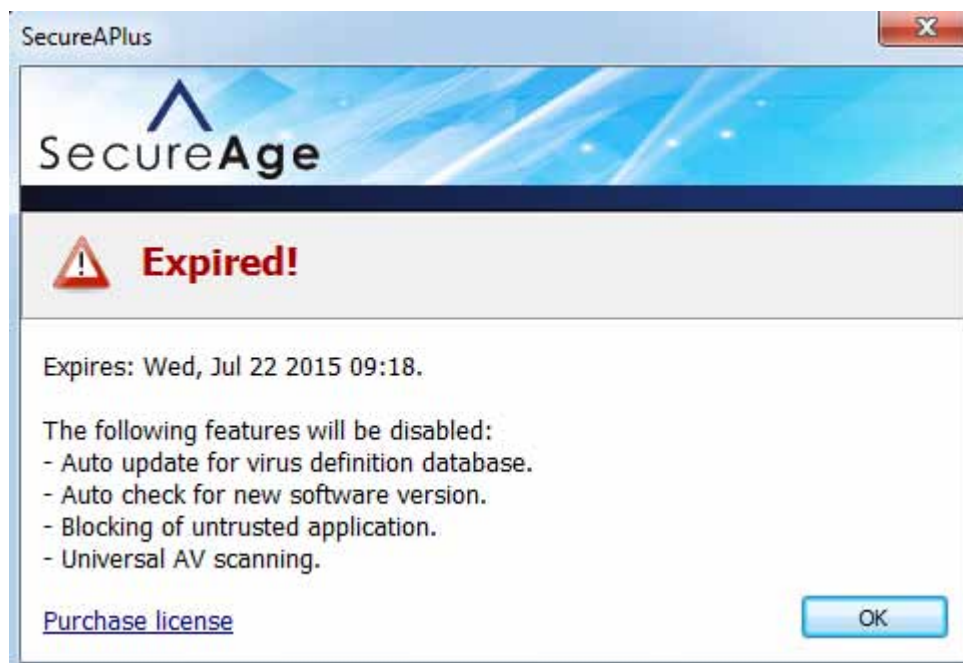 SecureAPlus
SecureAge
Expired!
Expires: Wed, Jul 22 2015 09:18.
The following features will be disabled:
- Auto update for virus definition database.
- Auto check for new software version.
- Blocking of untrusted application.
- Universal AV scanning.
Purchase license
OK